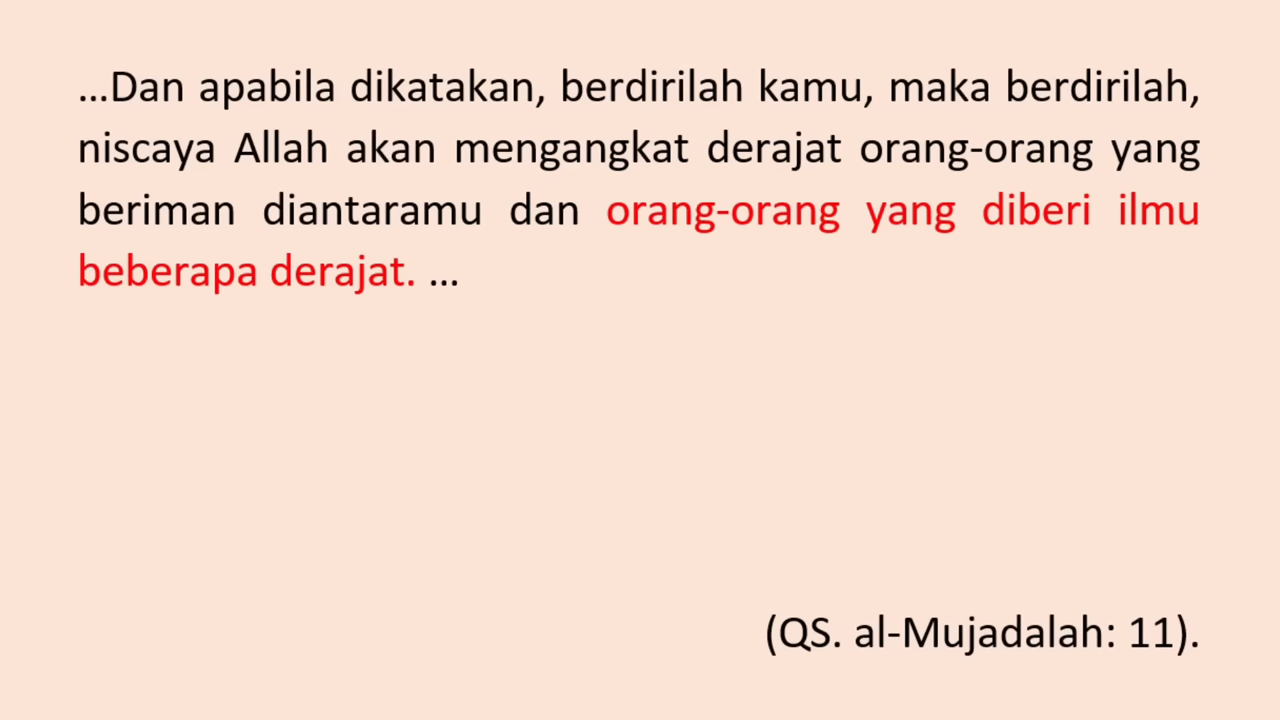 ...Dan apabila dikatakan, berdirilah kamu, maka berdirilah,
niscaya Allah akan mengangkat derajat orang-orang yang
beriman diantaramu dan orang-orang yang diberi ilmu
beberapa derajat. ...
(QS. al-Mujadalah: 11).